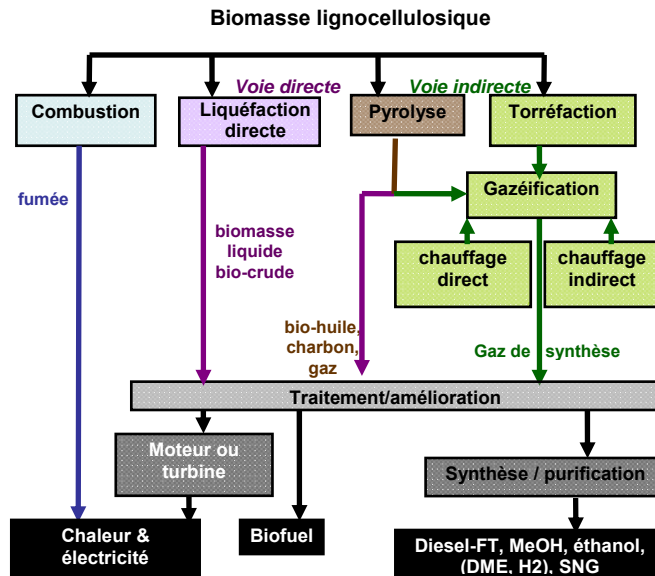 Biomasse lignocellulosique
Voie directe
Voie indirecte
Combustion
Liquéfaction
directe
Pyrolyse
Torréfaction
fumée
Gazéification
biomasse
liquide
bio-crude
chauffage
direct
chauffage
indirect
bio-huile,
charbon,
gaz
Gaz de synthèse
Traitement/amélioration
Moteur ou
turbine
Synthèse / purification
Chaleur &
électricité
Biofuel
Diesel-FT, MeOH, éthanol,
(DME, H2), SNG